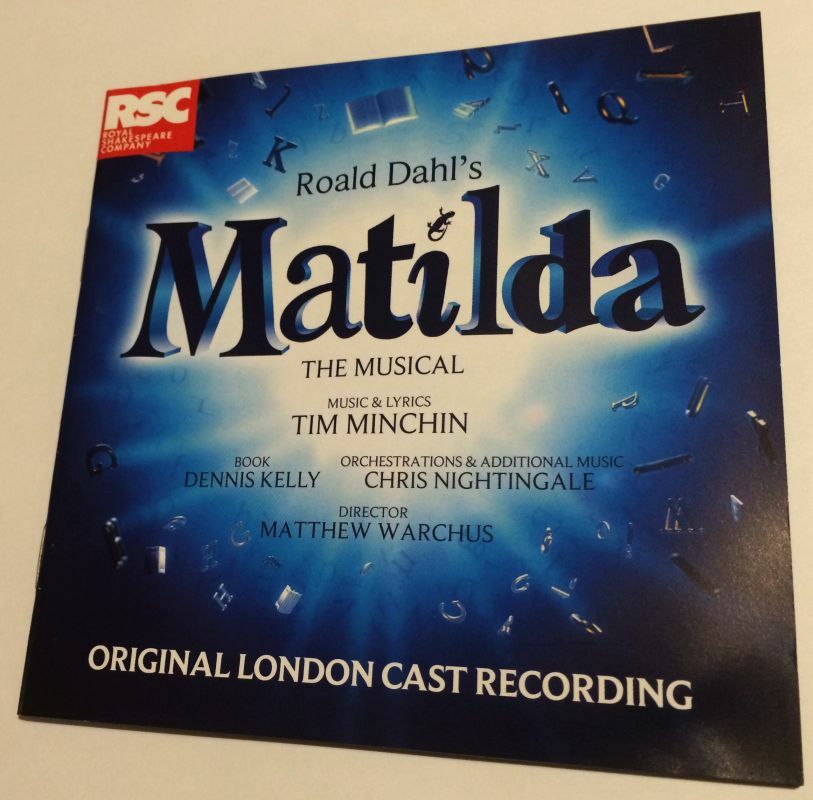 RSC
ROYAL
SHAKESPEARE
COMPANY
Roald Dahl's
Matilda
THE MUSICAL
MUSIC & LYRICS
TIM MINCHIN
BOOK
DENNIS KELLY
ORCHESTRATIONS & ADDITIONAL MUSIC
CHRIS NIGHTINGALE
DIRECTOR
MATTHEW WARCHUS
ORIGINAL LONDON CAST RECORDING